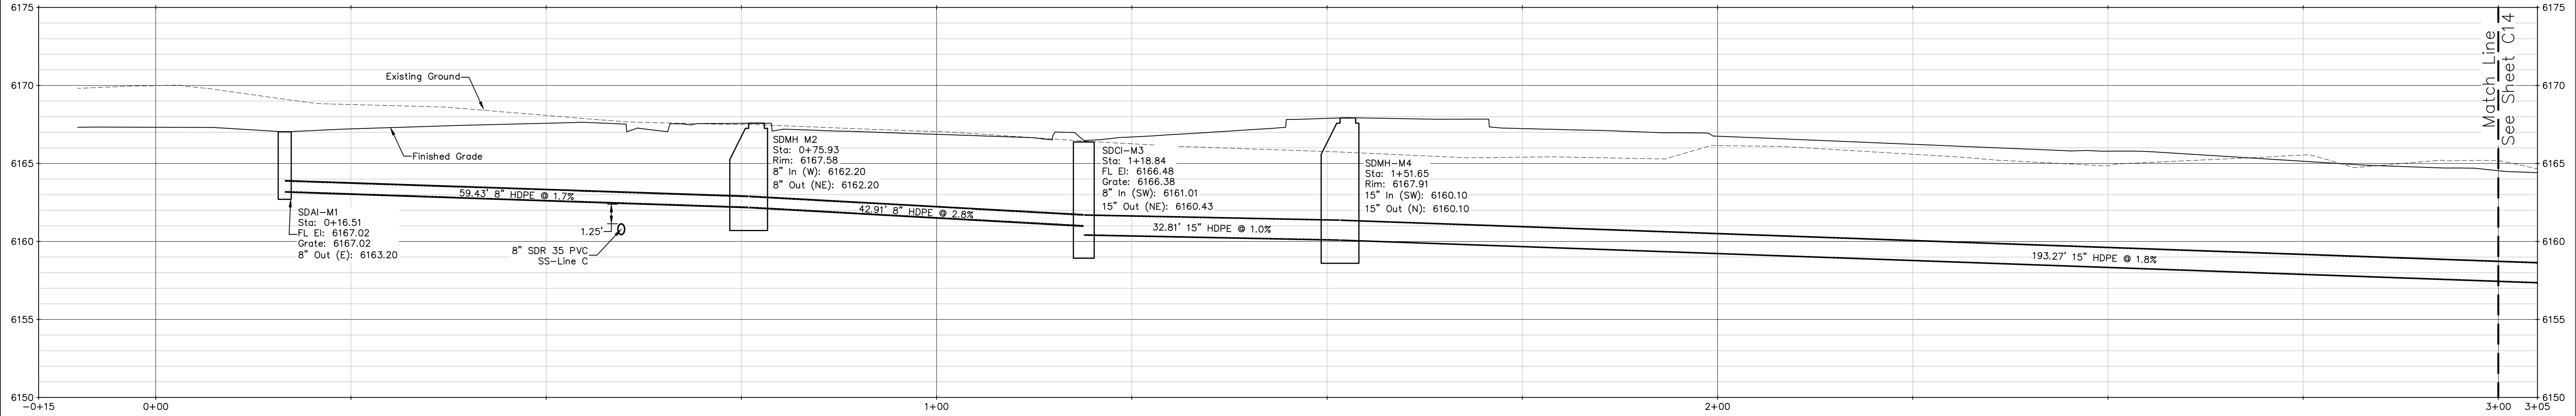 6175
6175
Match Line
See Sheet C14
6170
6170
Existing Ground
Finished Grade
6165
6165
SDMH M2
Sta: 0+75.93
Rim: 6167.58
8" In (W): 6162.20
8" Out (NE): 6162.20
SDCI-M3
Sta: 1+18.84
FL El: 6166.48
Grate: 6166.38
8" In (SW): 6161.01
15" Out (NE): 6160.43
SDMH-M4
Sta: 1+51.65
Rim: 6167.91
15" In (SW): 6160.10
15" Out (N): 6160.10
59.43' 8" HDPE @ 1.7%
42.91' 8" HDPE @ 2.8%
32.81' 15" HDPE @ 1.0%
193.27' 15" HDPE @ 1.8%
SDAI-M1
Sta: 0+16.51
FL El: 6167.02
Grate: 6167.02
8" Out (E): 6163.20
1.25'
8" SDR 35 PVC
SS-Line C
6160
6160
6155
6155
6150
6150
-0+15
0+00
1+00
2+00
3+00
3+05